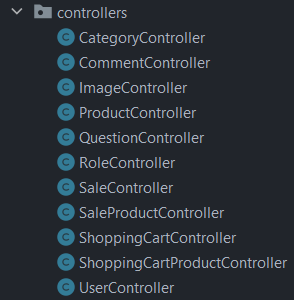 controllers
CategoryController
CommentController
ImageController
ProductController
QuestionController
RoleController
SaleController
SaleProductController
ShoppingCartController
ShoppingCartProductController
UserController